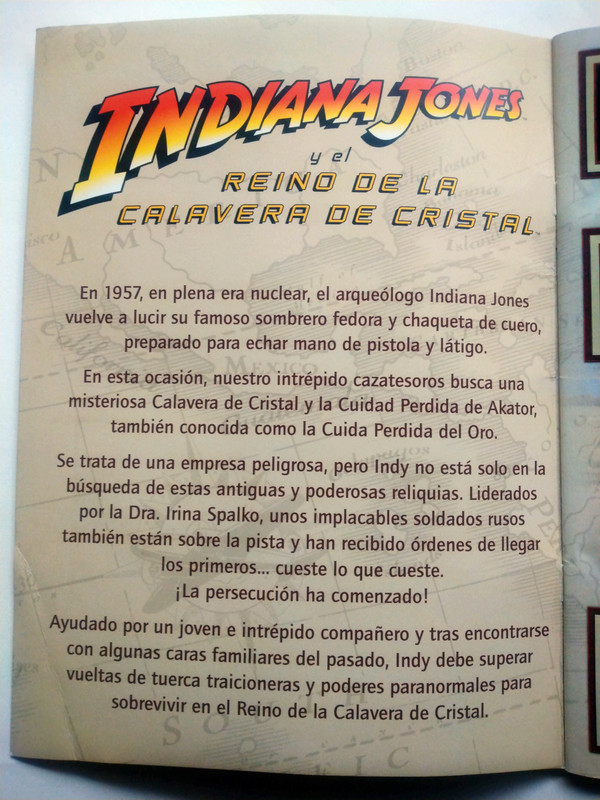 INDIANA JONES™
y el
REINO DE LA
CALAVERA DE CRISTAL™
En 1957, en plena era nuclear, el arqueólogo Indiana Jones
vuelve a lucir su famoso sombrero fedora y chaqueta de cuero,
preparado para echar mano de pistola y látigo.
En esta ocasión, nuestro intrépido cazatesoros busca una
misteriosa Calavera de Cristal y la Cuidad Perdida de Akator,
también conocida como la Cuida Perdida del Oro.
Se trata de una empresa peligrosa, pero Indy no está solo en la
búsqueda de estas antiguas y poderosas reliquias. Liderados
por la Dra. Irina Spalko, unos implacables soldados rusos
también están sobre la pista y han recibido órdenes de llegar
los primeros... cueste lo que cueste.
¡La persecución ha comenzado!
Ayudado por un joven e intrépido compañero y tras encontrarse
con algunas caras familiares del pasado, Indy debe superar
vueltas de tuerca traicioneras y poderes paranormales para
sobrevivir en el Reino de la Calavera de Cristal.